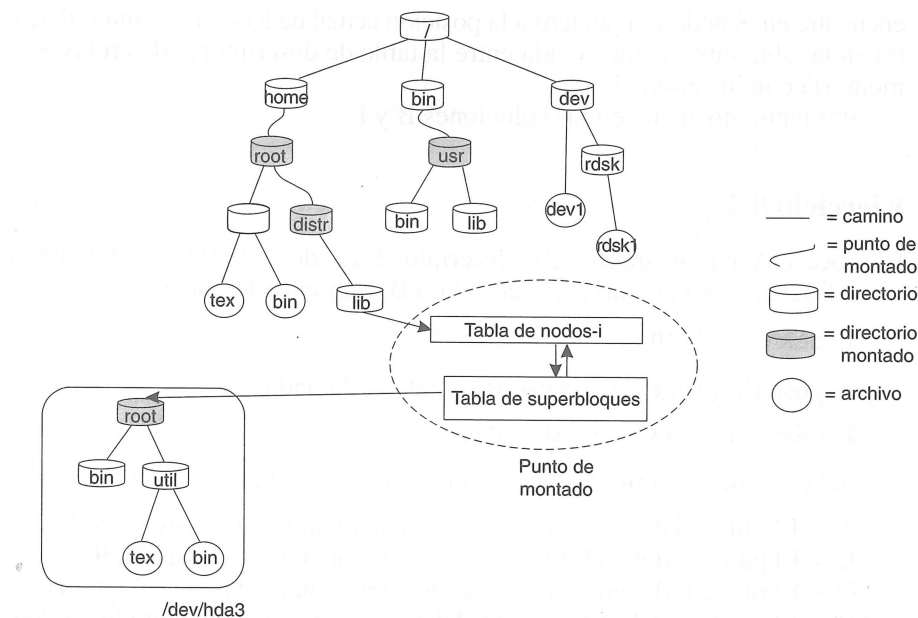 /
home
bin
dev
root
usr
rdsk
distr
bin
lib
dev1
rdsk1
tex
bin
lib
= camino
= punto de
montado
= directorio
= directorio
montado
= archivo
Tabla de nodos-i
Tabla de superbloques
Punto de
montado
root
bin
util
tex
bin
/dev/hda3